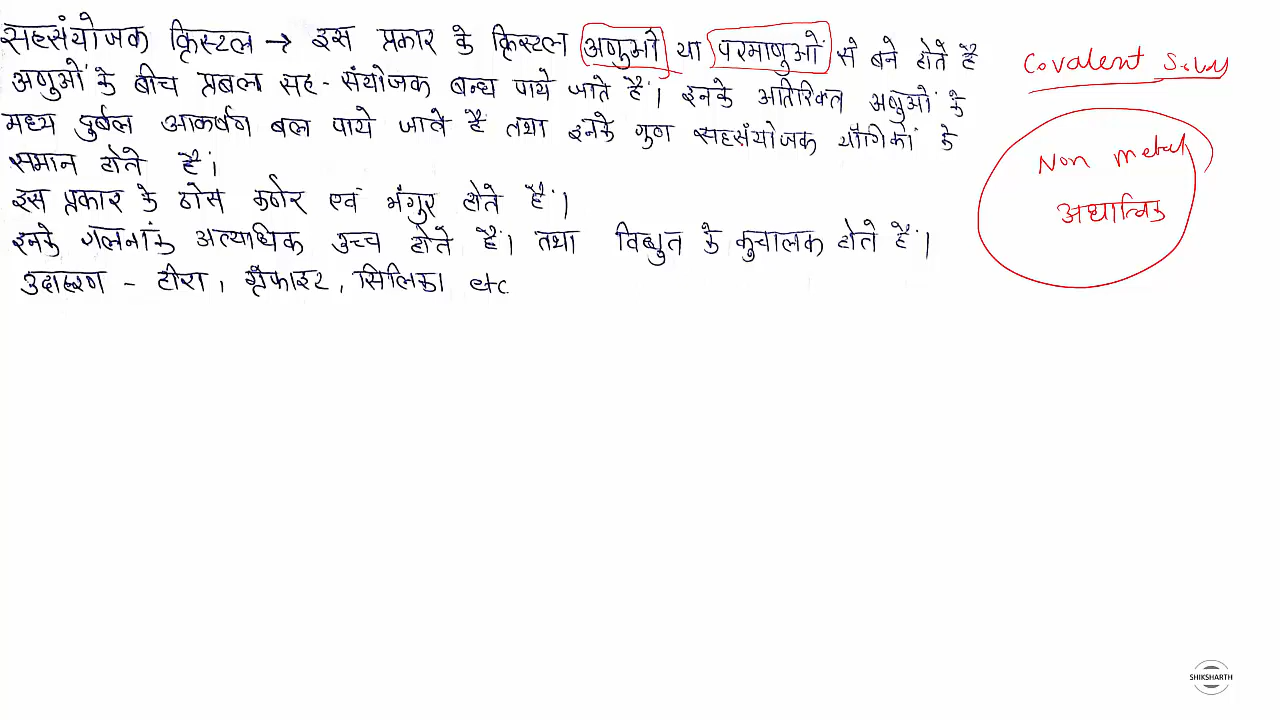 सहसंयोजक क्रिस्टल → इस प्रकार के क्रिस्टल अणुओं या परमाणुओं से बने होते है
अणुओं के बीच प्रबल सह-संयोजक बन्ध पाये जाते हैं। इनके अतिरिक्त अणुओं के
मध्य दुर्बल आकर्षण बल पाये जाते हैं तथा इनके गुण सहसंयोजक यौगिकों के
समान होते हैं।
इस प्रकार के ठोस कठोर एवं भंगुर होते हैं।
इनके गलनांक अत्याधिक उच्च होते हैं। तथा विद्युत के कुचालक होते हैं।
उदाहरण - हीरा, ग्रेफाइट, सिलिका etc
Covalent
Non metal
अधात्विक
SHIKSHARTH